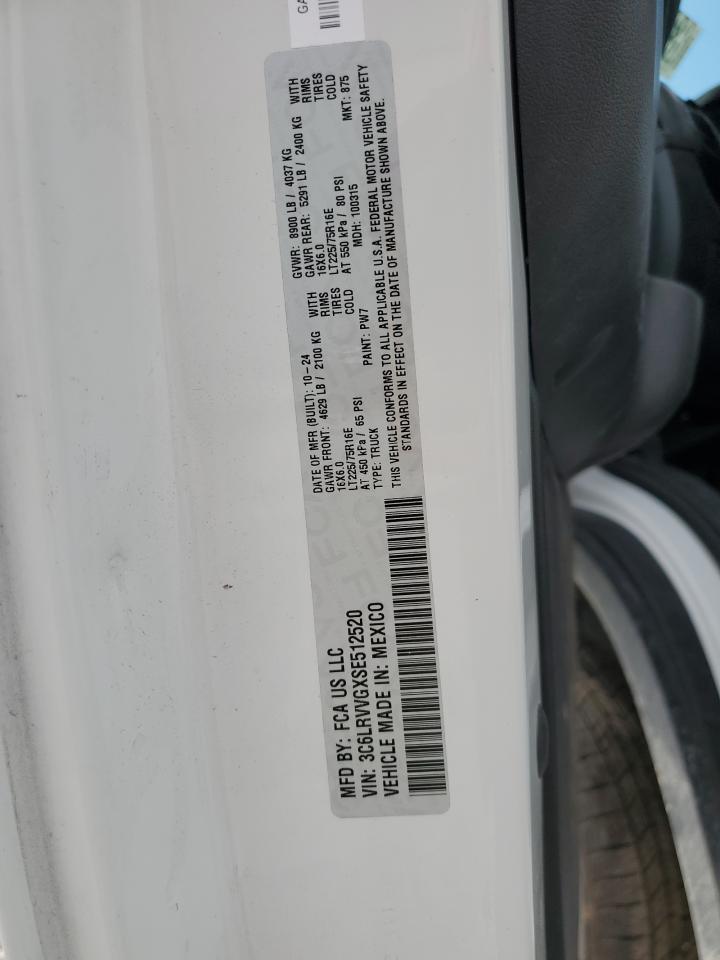 GA
MFD BY: FCA US LLC
VIN: 3C6LRVVGXSE512520
VEHICLE MADE IN: MEXICO
DATE OF MFR (BUILT): 10-24 GVWR: 8900 LB / 4037 KG
GAWR FRONT: 4629 LB / 2100 KG WITH GAWR REAR: 5291 LB / 2400 KG WITH
16X6.0 RIMS 16X6.0 RIMS
LT225/75R16E TIRES LT225/75R16E TIRES
AT 450 kPa / 65 PSI COLD AT 550 kPa / 80 PSI COLD
TYPE: TRUCK PAINT: PW7 MDH: 100315 MKT: 875
THIS VEHICLE CONFORMS TO ALL APPLICABLE U.S.A. FEDERAL MOTOR VEHICLE SAFETY
STANDARDS IN EFFECT ON THE DATE OF MANUFACTURE SHOWN ABOVE.